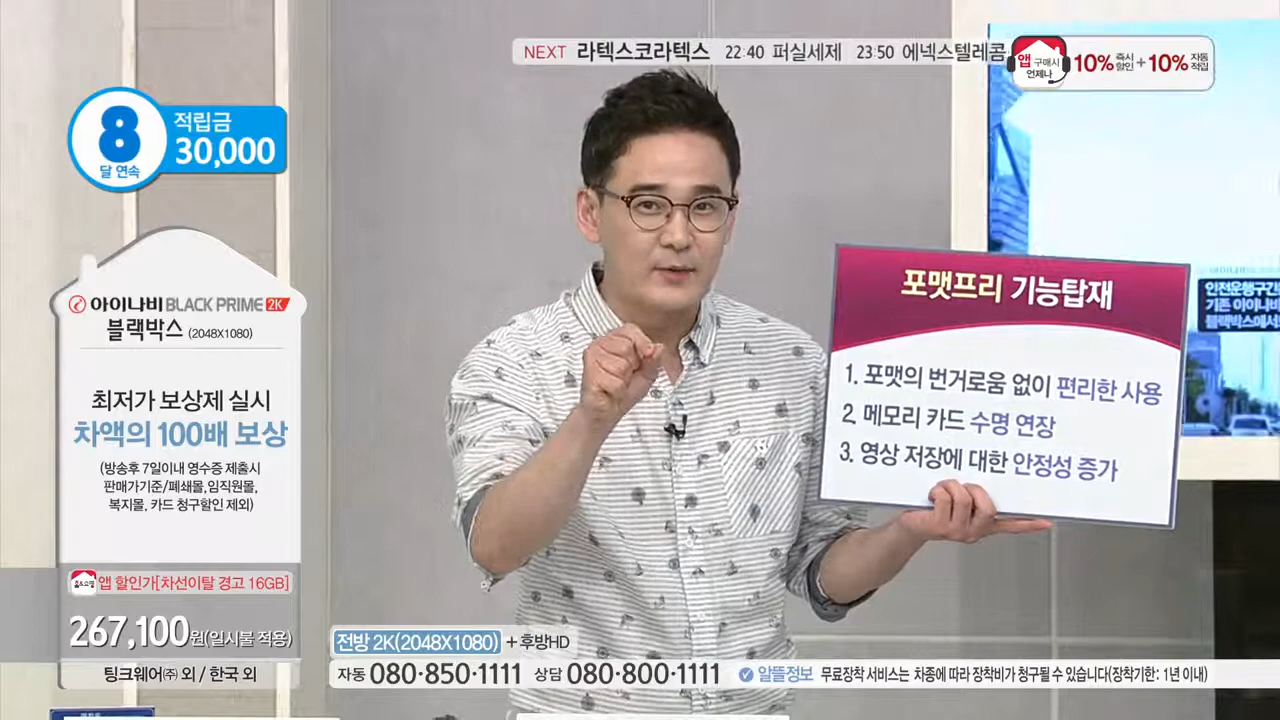 NEXT 라텍스코라텍스 22:40 퍼실세제 23:50 에넥스텔레콤
앱 구매시 언제나 10% 즉시할인 + 10% 자동적립
8
달 연속
적립금
30,000
아이나비 BLACK PRIME 2K
블랙박스 (2048X1080)
최저가 보상제 실시
차액의 100배 보상
(방송후 7일이내 영수증 제출시
판매가기준/폐쇄몰, 임직원몰,
복지몰, 카드 청구할인 제외)
홈&쇼핑 앱 할인가[차선이탈 경고 16GB]
267,100원(일시불 적용)
팅크웨어㈜ 외 / 한국 외
포맷프리 기능탑재
1. 포맷의 번거로움 없이 편리한 사용
2. 메모리 카드 수명 연장
3. 영상 저장에 대한 안정성 증가
안전운행구간
기존 아이나비
블랙박스에서
전방 2K(2048X1080) + 후방HD
자동 080·850·1111 상담 080·800·1111 알뜰정보 무료장착 서비스는 차종에 따라 장착비가 청구될 수 있습니다(장착기한: 1년 이내)